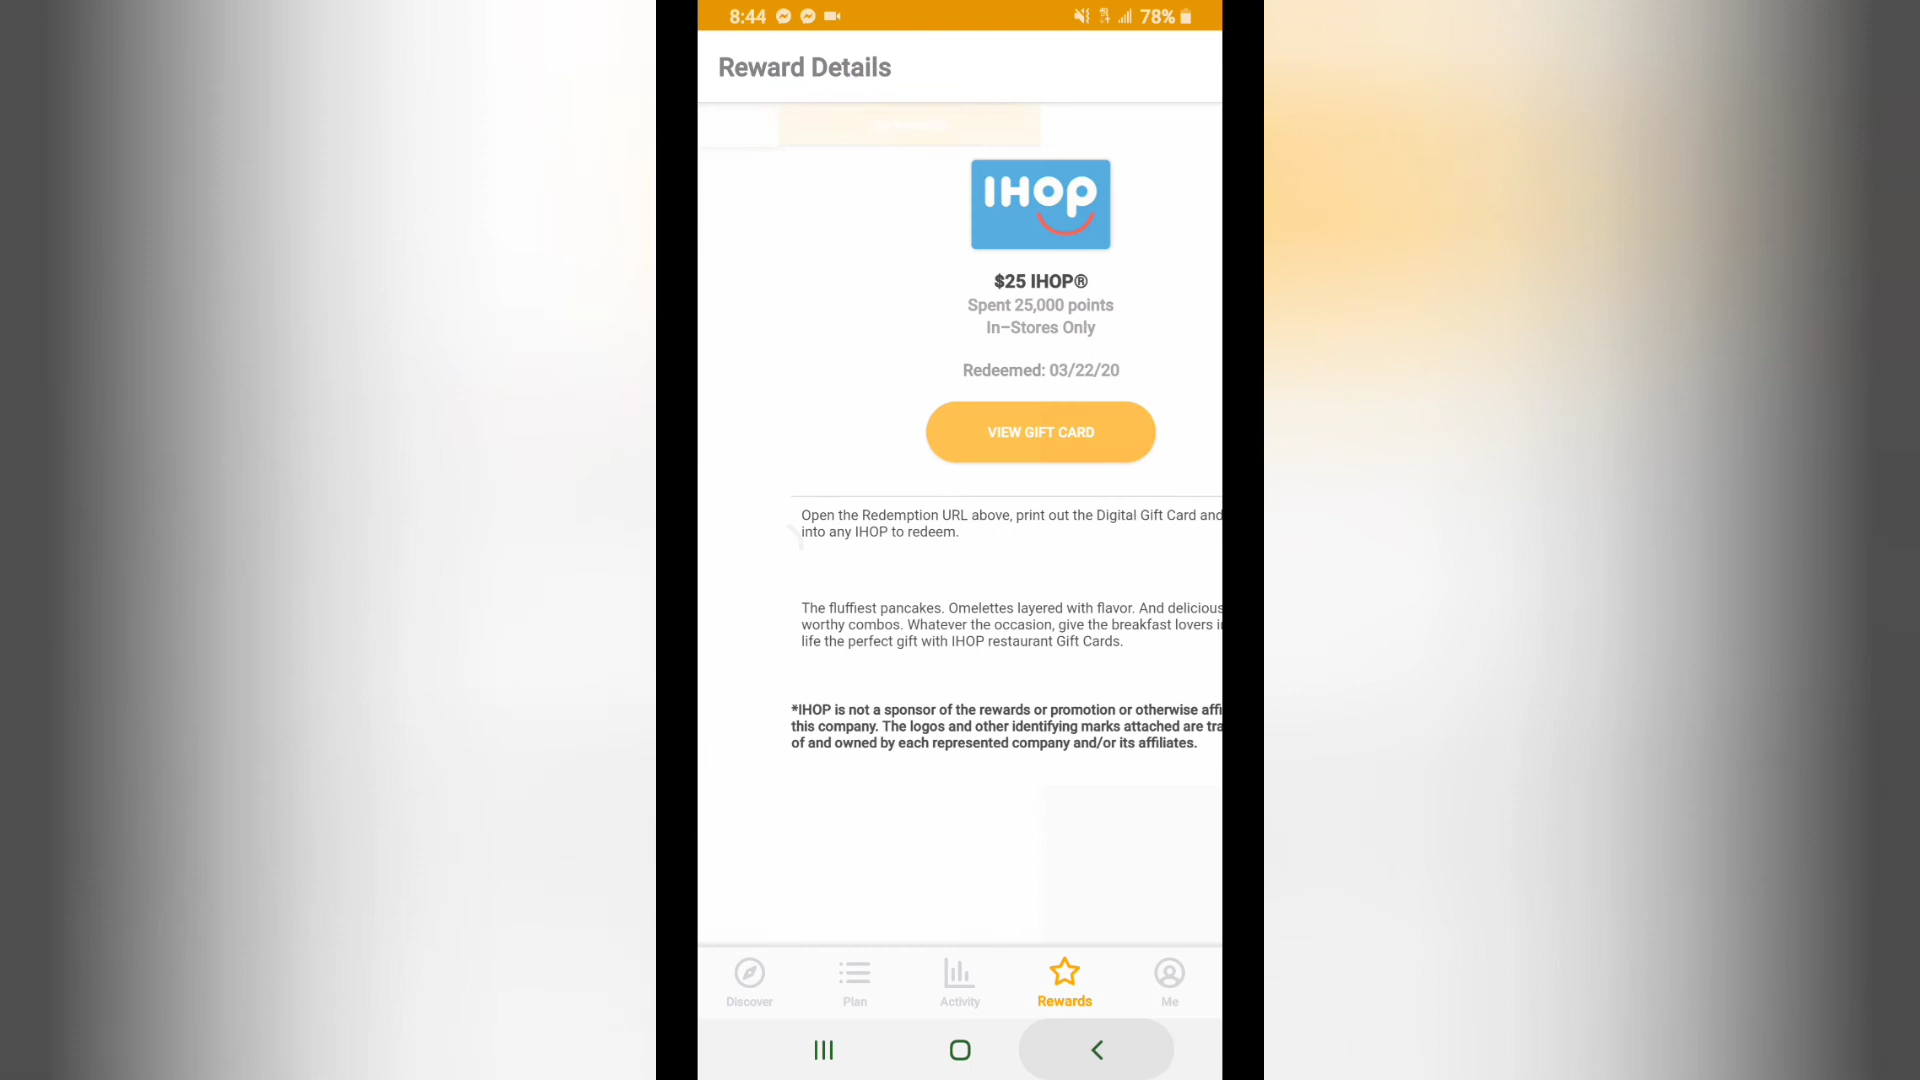 8:44 78%
Reward Details
IHOP
$25 IHOP®
Spent 25,000 points
In-Stores Only
Redeemed: 03/22/20
VIEW GIFT CARD
Open the Redemption URL above, print out the Digital Gift Card and
into any IHOP to redeem.
The fluffiest pancakes. Omelettes layered with flavor. And delicious
worthy combos. Whatever the occasion, give the breakfast lovers i
life the perfect gift with IHOP restaurant Gift Cards.
*IHOP is not a sponsor of the rewards or promotion or otherwise affi
this company. The logos and other identifying marks attached are tra
of and owned by each represented company and/or its affiliates.
Discover Plan Activity Rewards Me